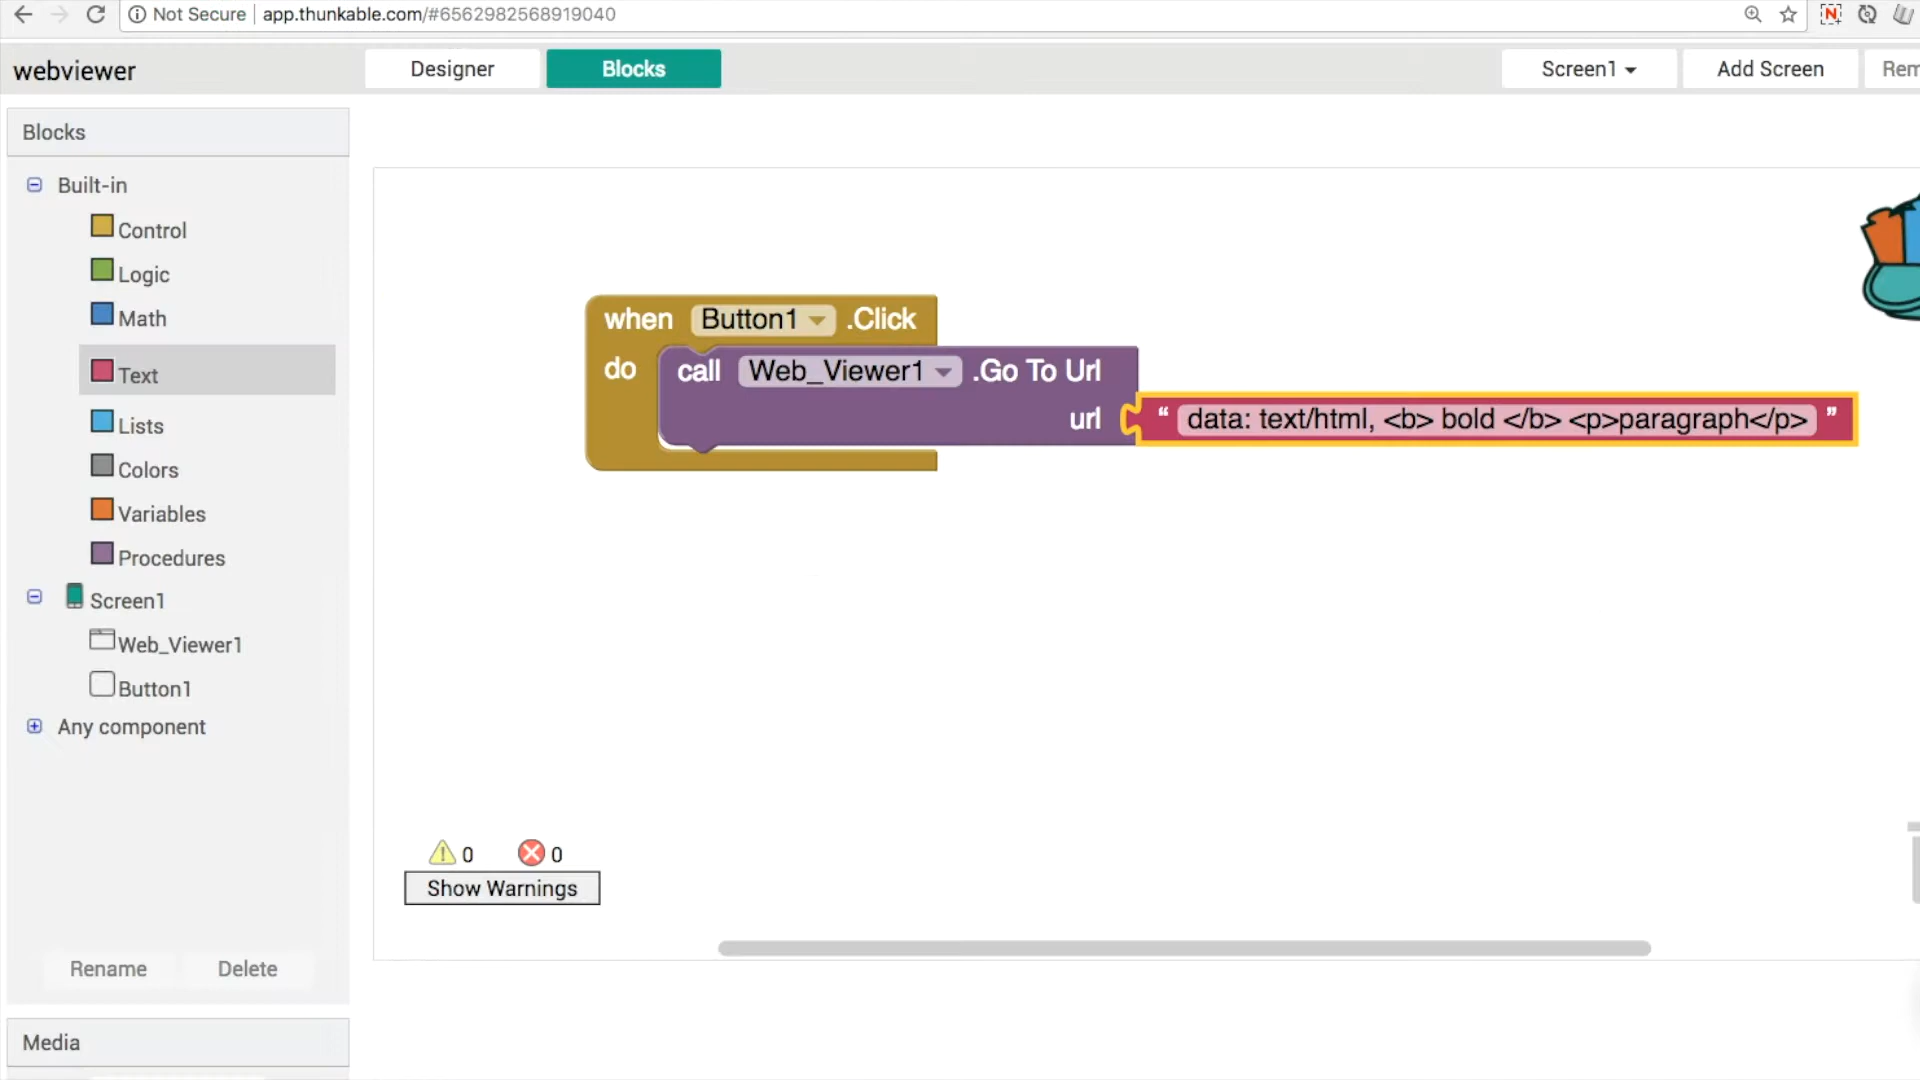 Not Secure app.thunkable.com/#6562982568919040
webviewer Designer Blocks Screen1 Add Screen
Blocks
Built-in
Control
Logic
Math
Text
Lists
Colors
Variables
Procedures
Screen1
Web_Viewer1
Button1
Any component
Rename Delete
Media
when Button1 .Click
do call Web_Viewer1 .Go To Url
url “ data: text/html, <b> bold </b> <p>paragraph</p> ”
0 0
Show Warnings